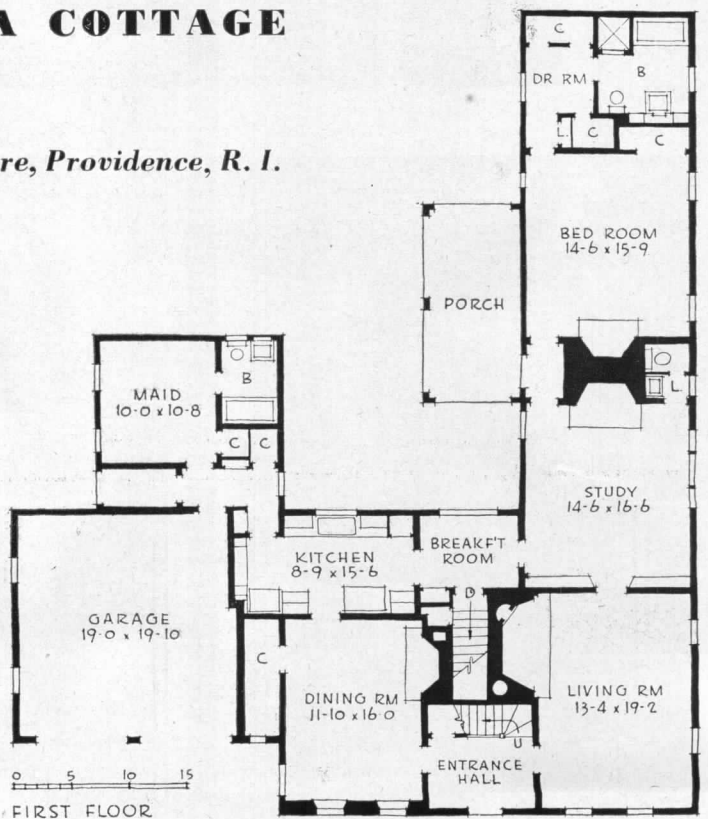 A COTTAGE
re, Providence, R. I.
C
DR RM
B
L
C
C
BED ROOM
14-6 x 15-9
PORCH
MAID
10-0 x 10-8
B
C
C
L
STUDY
14-6 x 16-6
KITCHEN
8-9 x 15-6
BREAKF'T
ROOM
D
GARAGE
19-0 x 19-10
C
DINING RM
11-10 x 16-0
LIVING RM
13-4 x 19-2
U
ENTRANCE
HALL
0 5 10 15
FIRST FLOOR